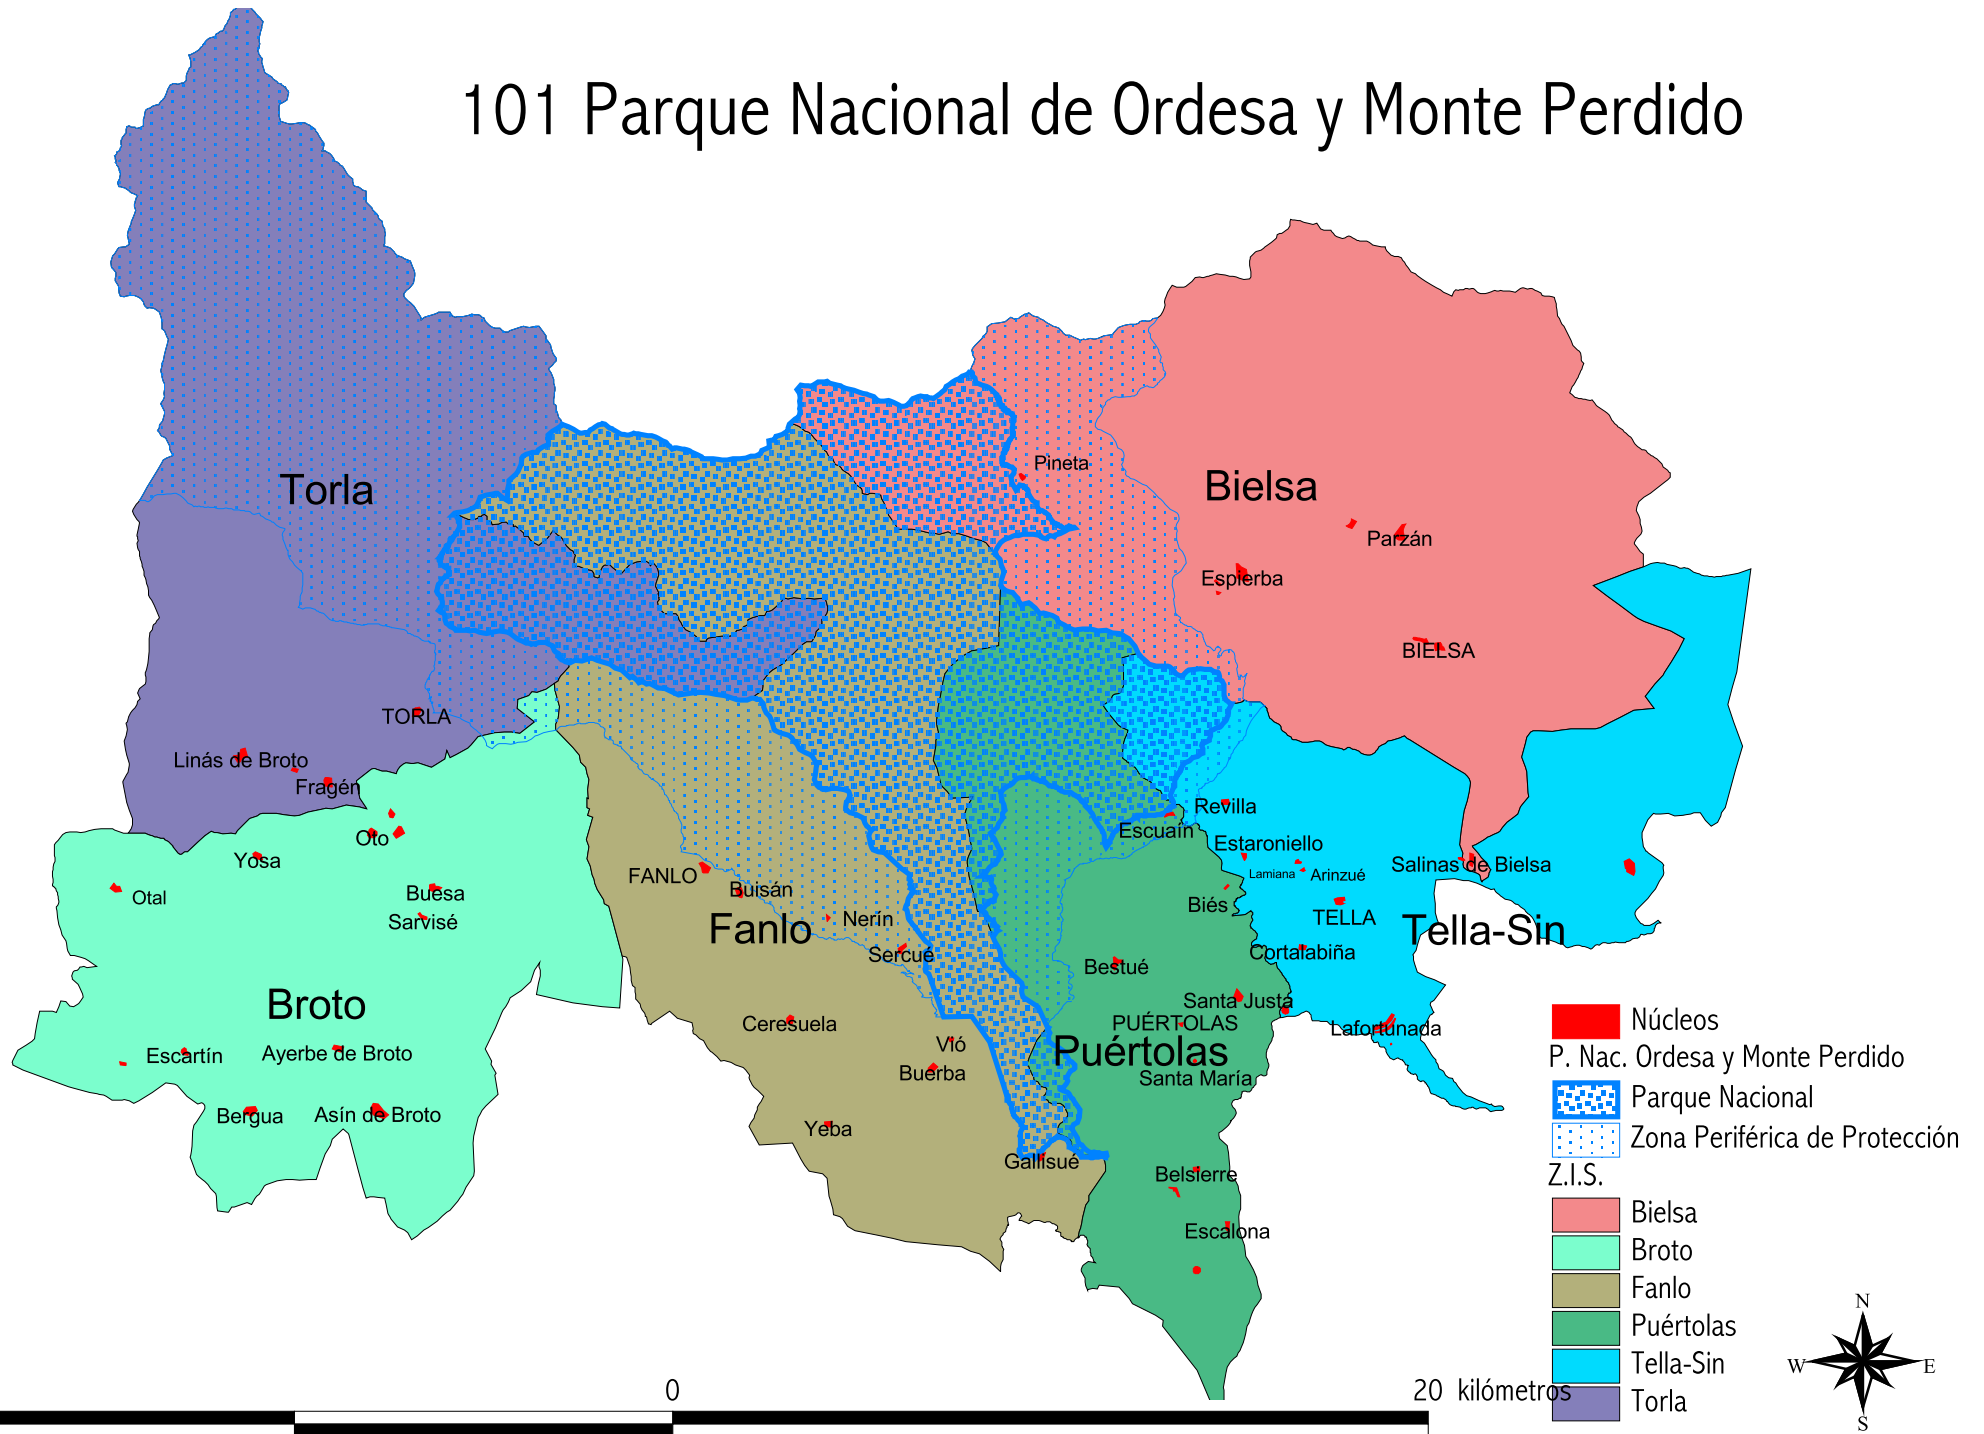 101 Parque Nacional de Ordesa y Monte Perdido
Pineta
Torla
Bielsa
Parzán
Espierba
BIELSA
TORLA
Linás de Broto
Fragén
Revilla
Escuaín
Oto
Estaroniello
Yosa
Salinas de Bielsa
FANLO
Lamiana
Arinzué
Buisán
Buesa
Otal
Biés
Nerín
TELLA
Sarvisé
Fanlo
Tella-Sin
Sercué
Cortalabiña
Bestué
Broto
Santa Justa
Ceresuela
PUÉRTOLAS
Lafortunada
Vió
Puértolas
Escartín
Ayerbe de Broto
Buerba
Santa María
Bergua
Asín de Broto
Yeba
Gallisué
Belsierre
Escalona
Núcleos
P. Nac. Ordesa y Monte Perdido
Parque Nacional
Zona Periférica de Protección
Z.I.S.
Bielsa
Broto
Fanlo
Puértolas
Tella-Sin
Torla
0
20 kilómetros
N
W
E
S